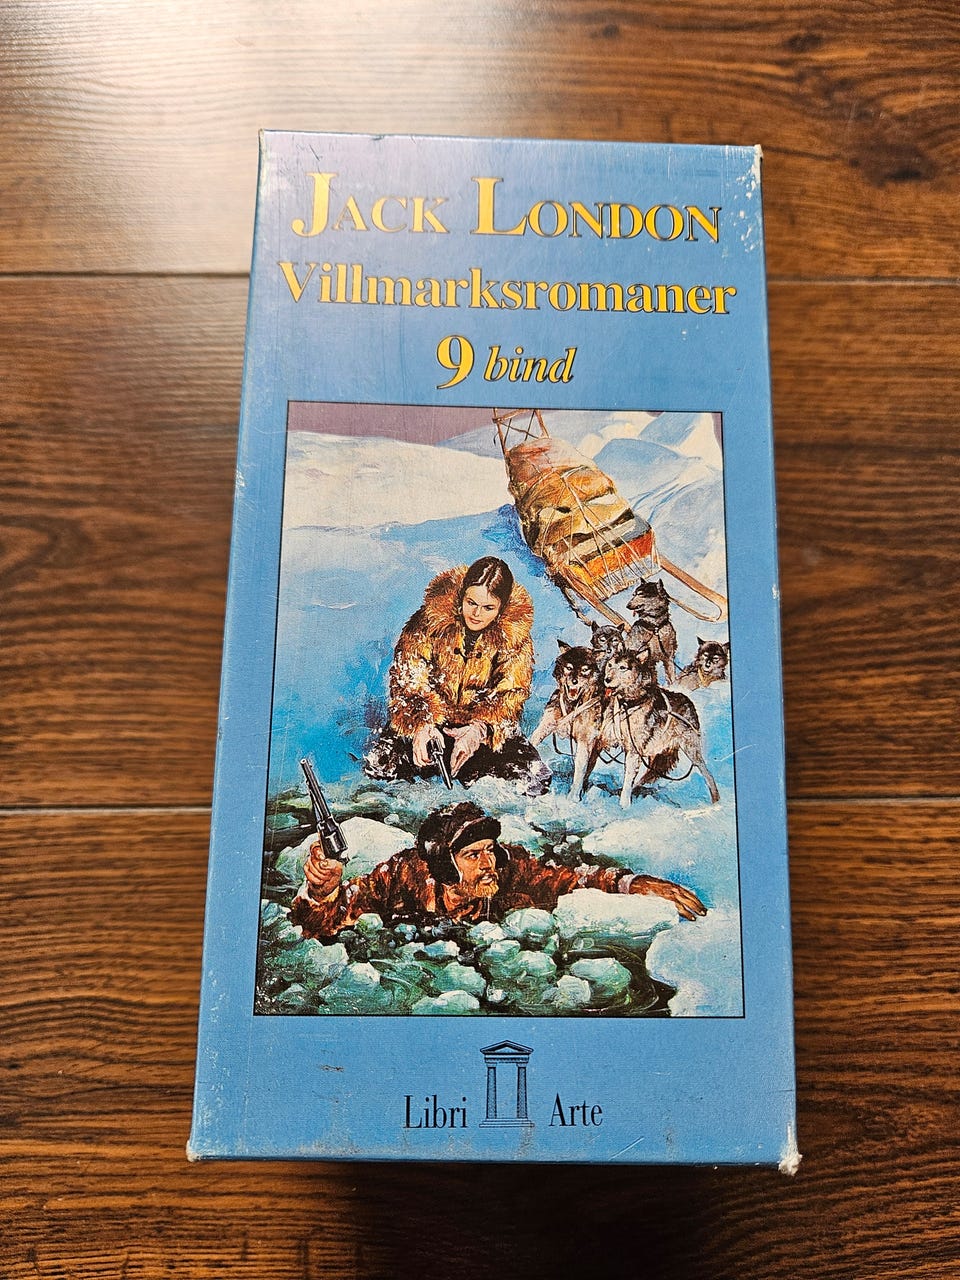 JACK LONDON
Villmarksromaner
9 bind
Libri Arte